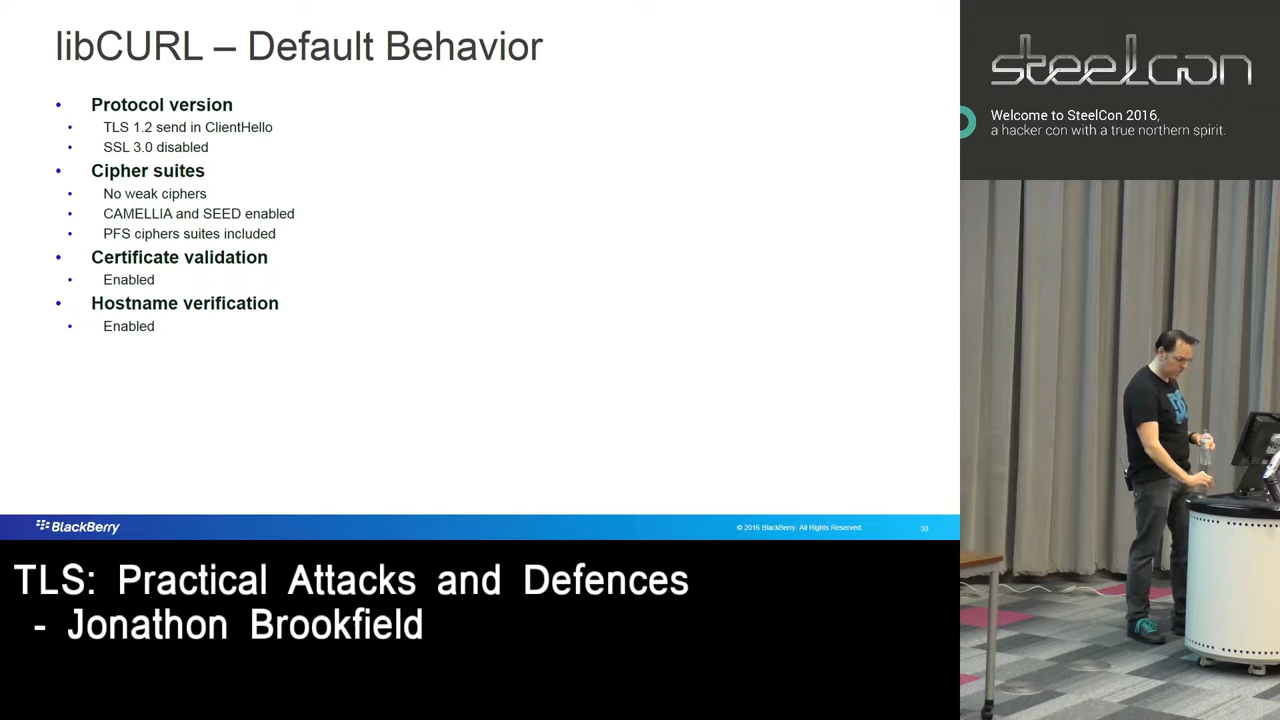 libCURL – Default Behavior
• Protocol version
• TLS 1.2 send in ClientHello
• SSL 3.0 disabled
• Cipher suites
• No weak ciphers
• CAMELLIA and SEED enabled
• PFS ciphers suites included
• Certificate validation
• Enabled
• Hostname verification
• Enabled
BlackBerry
© 2016 BlackBerry. All Rights Reserved.
33
steelcon
Welcome to SteelCon 2016,
a hacker con with a true northern spirit.
TLS: Practical Attacks and Defences
- Jonathon Brookfield